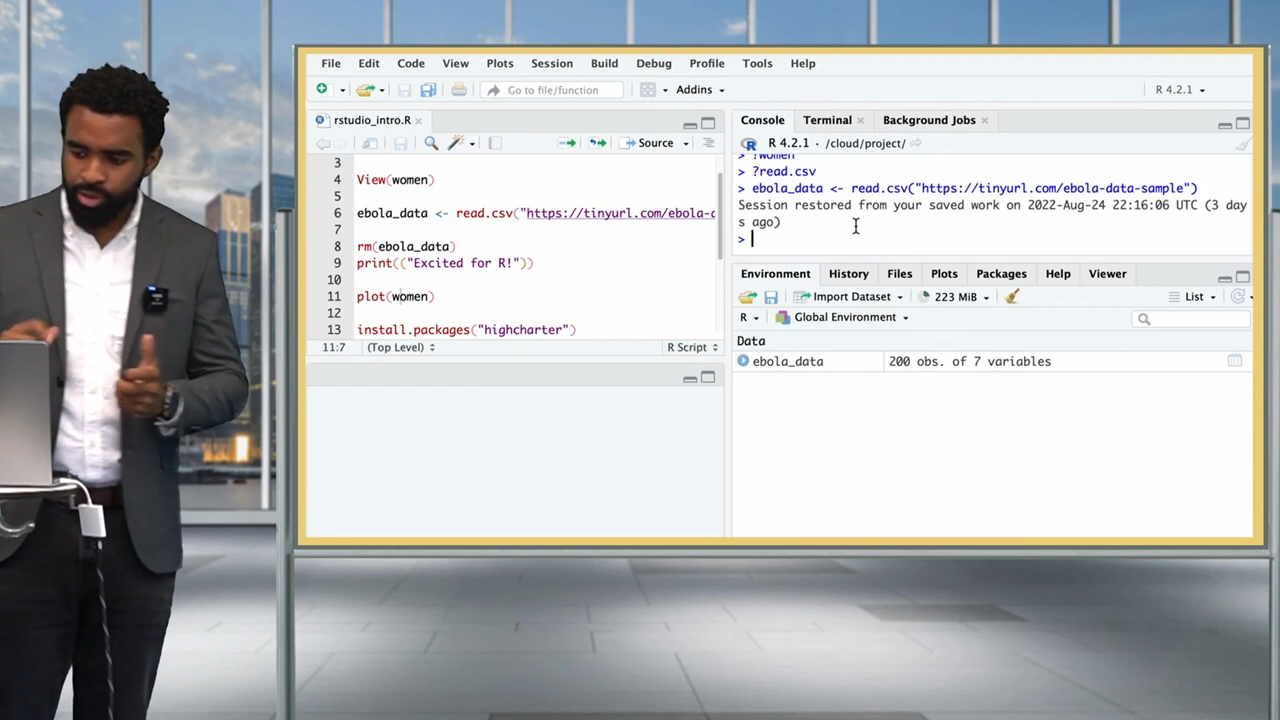 File Edit Code View Plots Session Build Debug Profile Tools Help
Go to file/function Addins R 4.2.1
rstudio_intro.R
Source
3
4 View(women)
5
6 ebola_data <- read.csv("https://tinyurl.com/ebola-d
7
8 rm(ebola_data)
9 print(("Excited for R!"))
10
11 plot(women)
12
13 install.packages("highcharter")
11:7 (Top Level) R Script
Console Terminal Background Jobs
R 4.2.1 · /cloud/project/
> ?women
> ?read.csv
> ebola_data <- read.csv("https://tinyurl.com/ebola-data-sample")
Session restored from your saved work on 2022-Aug-24 22:16:06 UTC (3 day
s ago)
>
Environment History Files Plots Packages Help Viewer
Import Dataset 223 MiB List
R Global Environment
Data
ebola_data 200 obs. of 7 variables